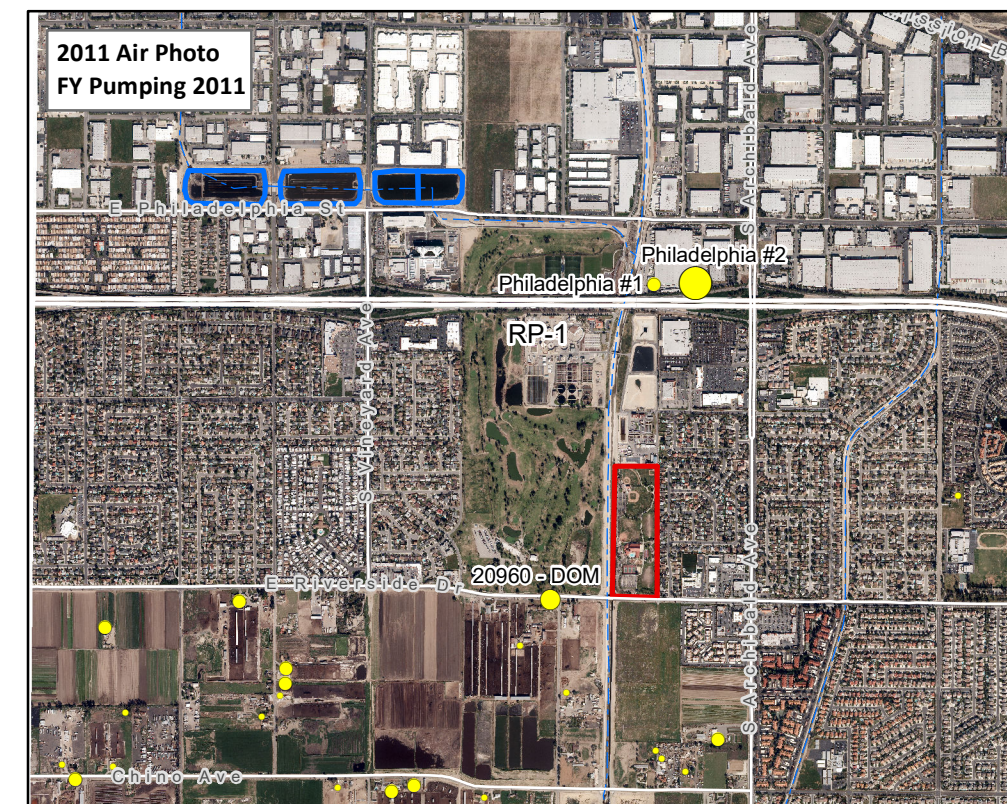 2011 Air Photo
FY Pumping 2011
ission
S Archibald Ave
E Philadelphia St
Philadelphia #2
Philadelphia #1
RP-1
S Vineyard Ave
20960 - DOM
E Riverside Dr
S Archibald Ave
Chino Ave